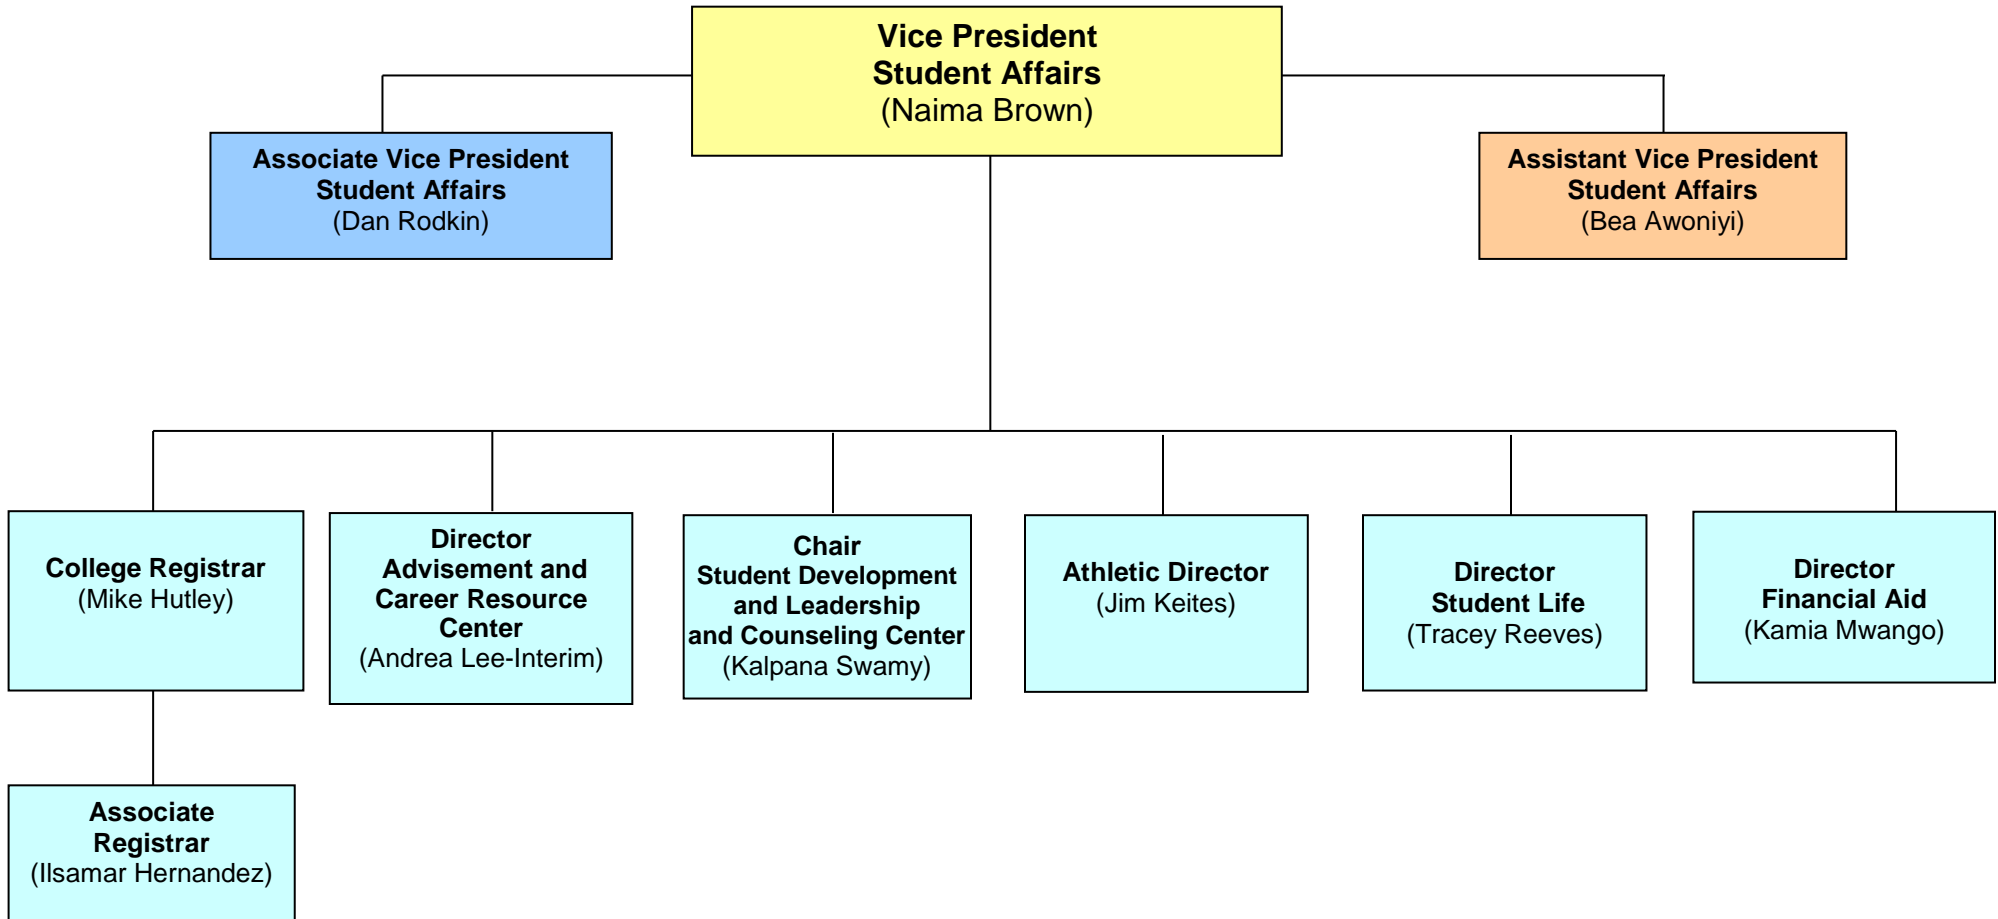 Vice President
Student Affairs
(Naima Brown)
Associate Vice President
Student Affairs
(Dan Rodkin)
Assistant Vice President
Student Affairs
(Bea Awoniyi)
College Registrar
(Mike Hutley)
Director
Advisement and
Career Resource
Center
(Andrea Lee-Interim)
Chair
Student Development
and Leadership
and Counseling Center
(Kalpana Swamy)
Athletic Director
(Jim Keites)
Director
Student Life
(Tracey Reeves)
Director
Financial Aid
(Kamia Mwango)
Associate
Registrar
(Ilsamar Hernandez)